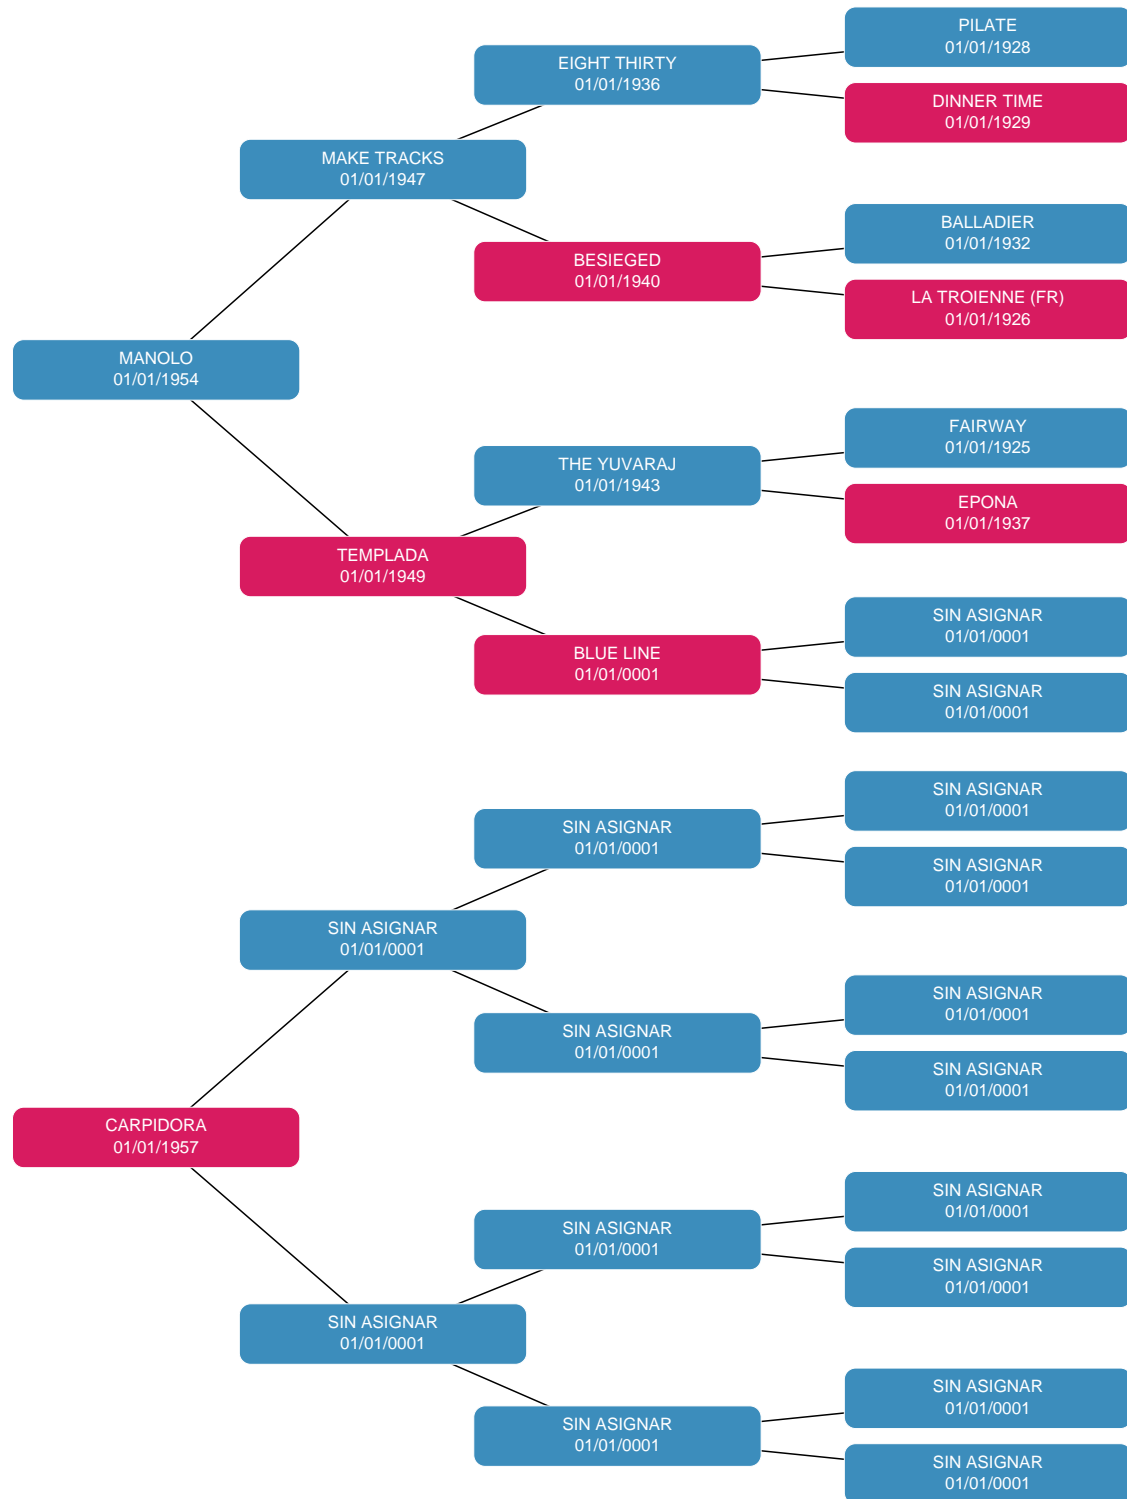 PILATE
01/01/1928
EIGHT THIRTY
01/01/1936
DINNER TIME
01/01/1929
MAKE TRACKS
01/01/1947
BALLADIER
01/01/1932
BESIEGED
01/01/1940
LA TROIENNE (FR)
01/01/1926
MANOLO
01/01/1954
FAIRWAY
01/01/1925
THE YUVARAJ
01/01/1943
EPONA
01/01/1937
TEMPLADA
01/01/1949
SIN ASIGNAR
01/01/0001
BLUE LINE
01/01/0001
SIN ASIGNAR
01/01/0001
SIN ASIGNAR
01/01/0001
SIN ASIGNAR
01/01/0001
SIN ASIGNAR
01/01/0001
SIN ASIGNAR
01/01/0001
SIN ASIGNAR
01/01/0001
SIN ASIGNAR
01/01/0001
SIN ASIGNAR
01/01/0001
CARPIDORA
01/01/1957
SIN ASIGNAR
01/01/0001
SIN ASIGNAR
01/01/0001
SIN ASIGNAR
01/01/0001
SIN ASIGNAR
01/01/0001
SIN ASIGNAR
01/01/0001
SIN ASIGNAR
01/01/0001
SIN ASIGNAR
01/01/0001